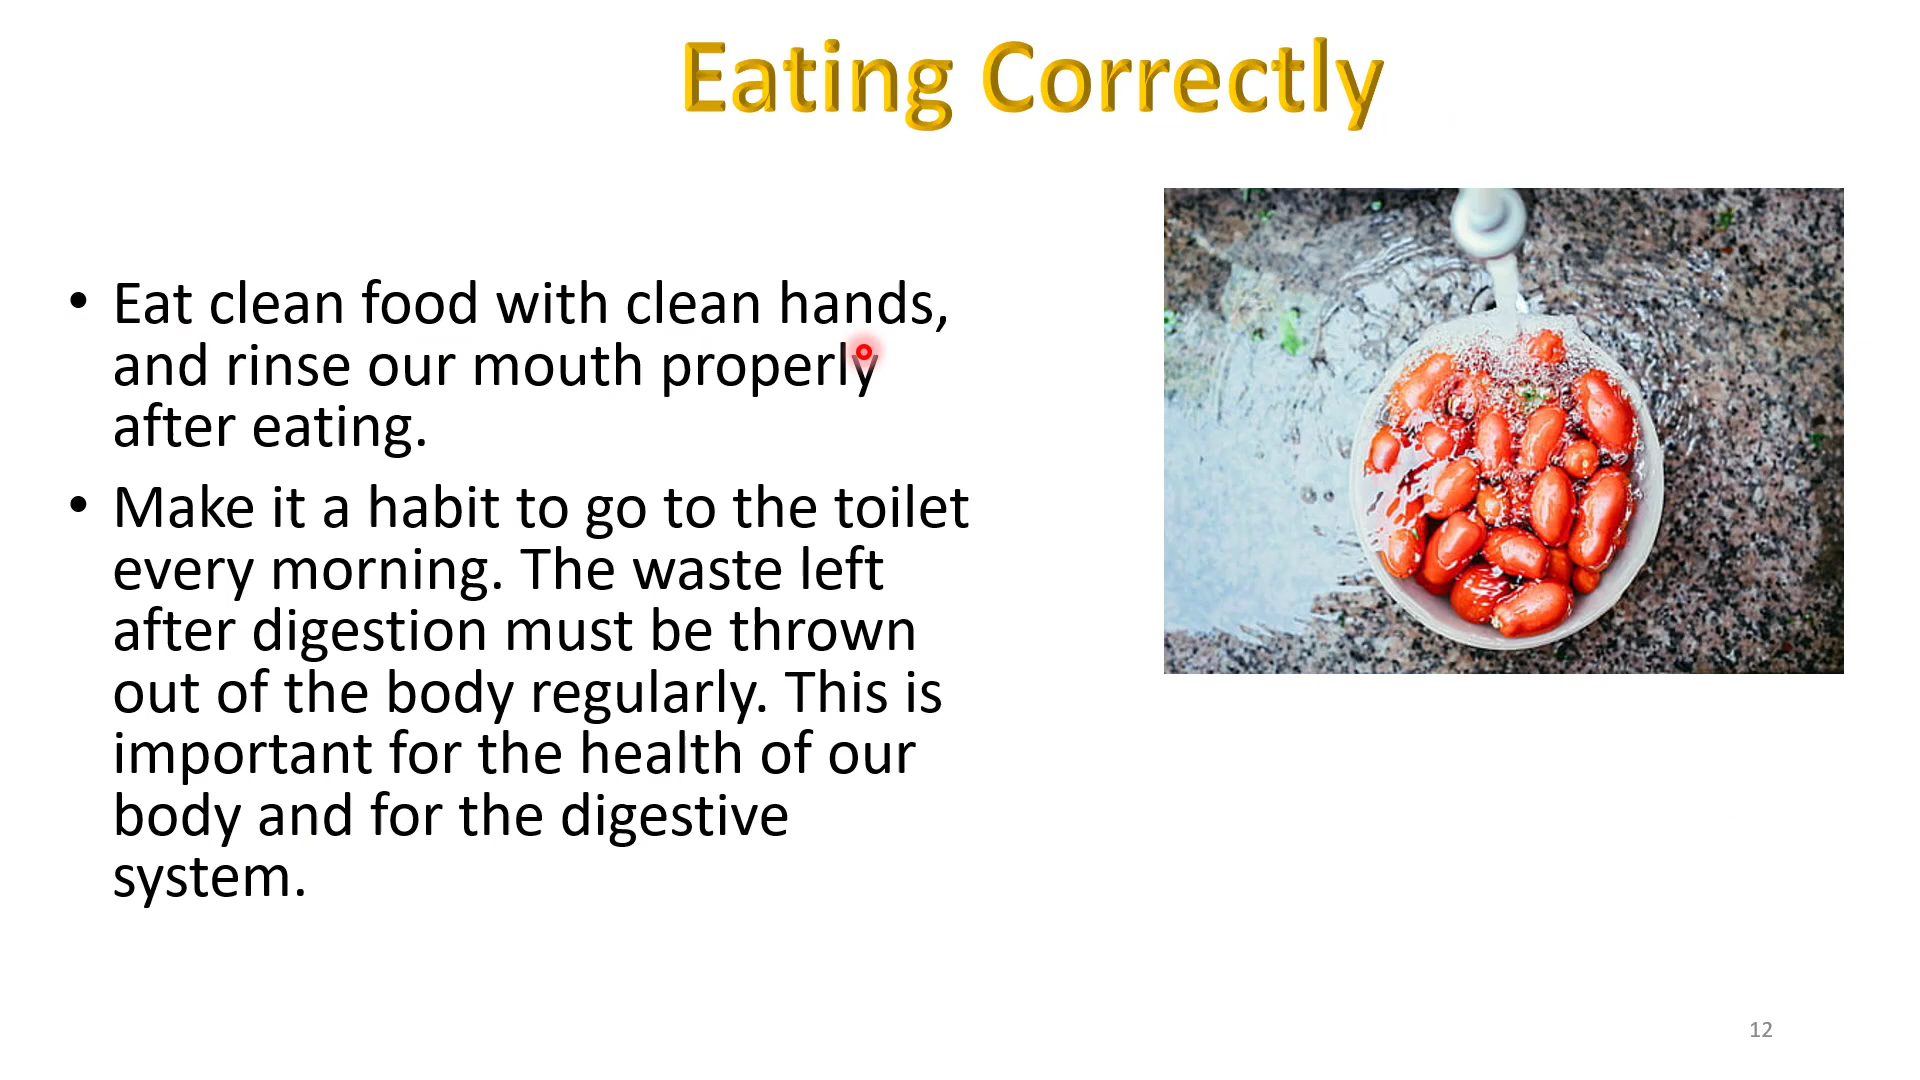 Eating Correctly
• Eat clean food with clean hands,
and rinse our mouth properly
after eating.
• Make it a habit to go to the toilet
every morning. The waste left
after digestion must be thrown
out of the body regularly. This is
important for the health of our
body and for the digestive
system.
12